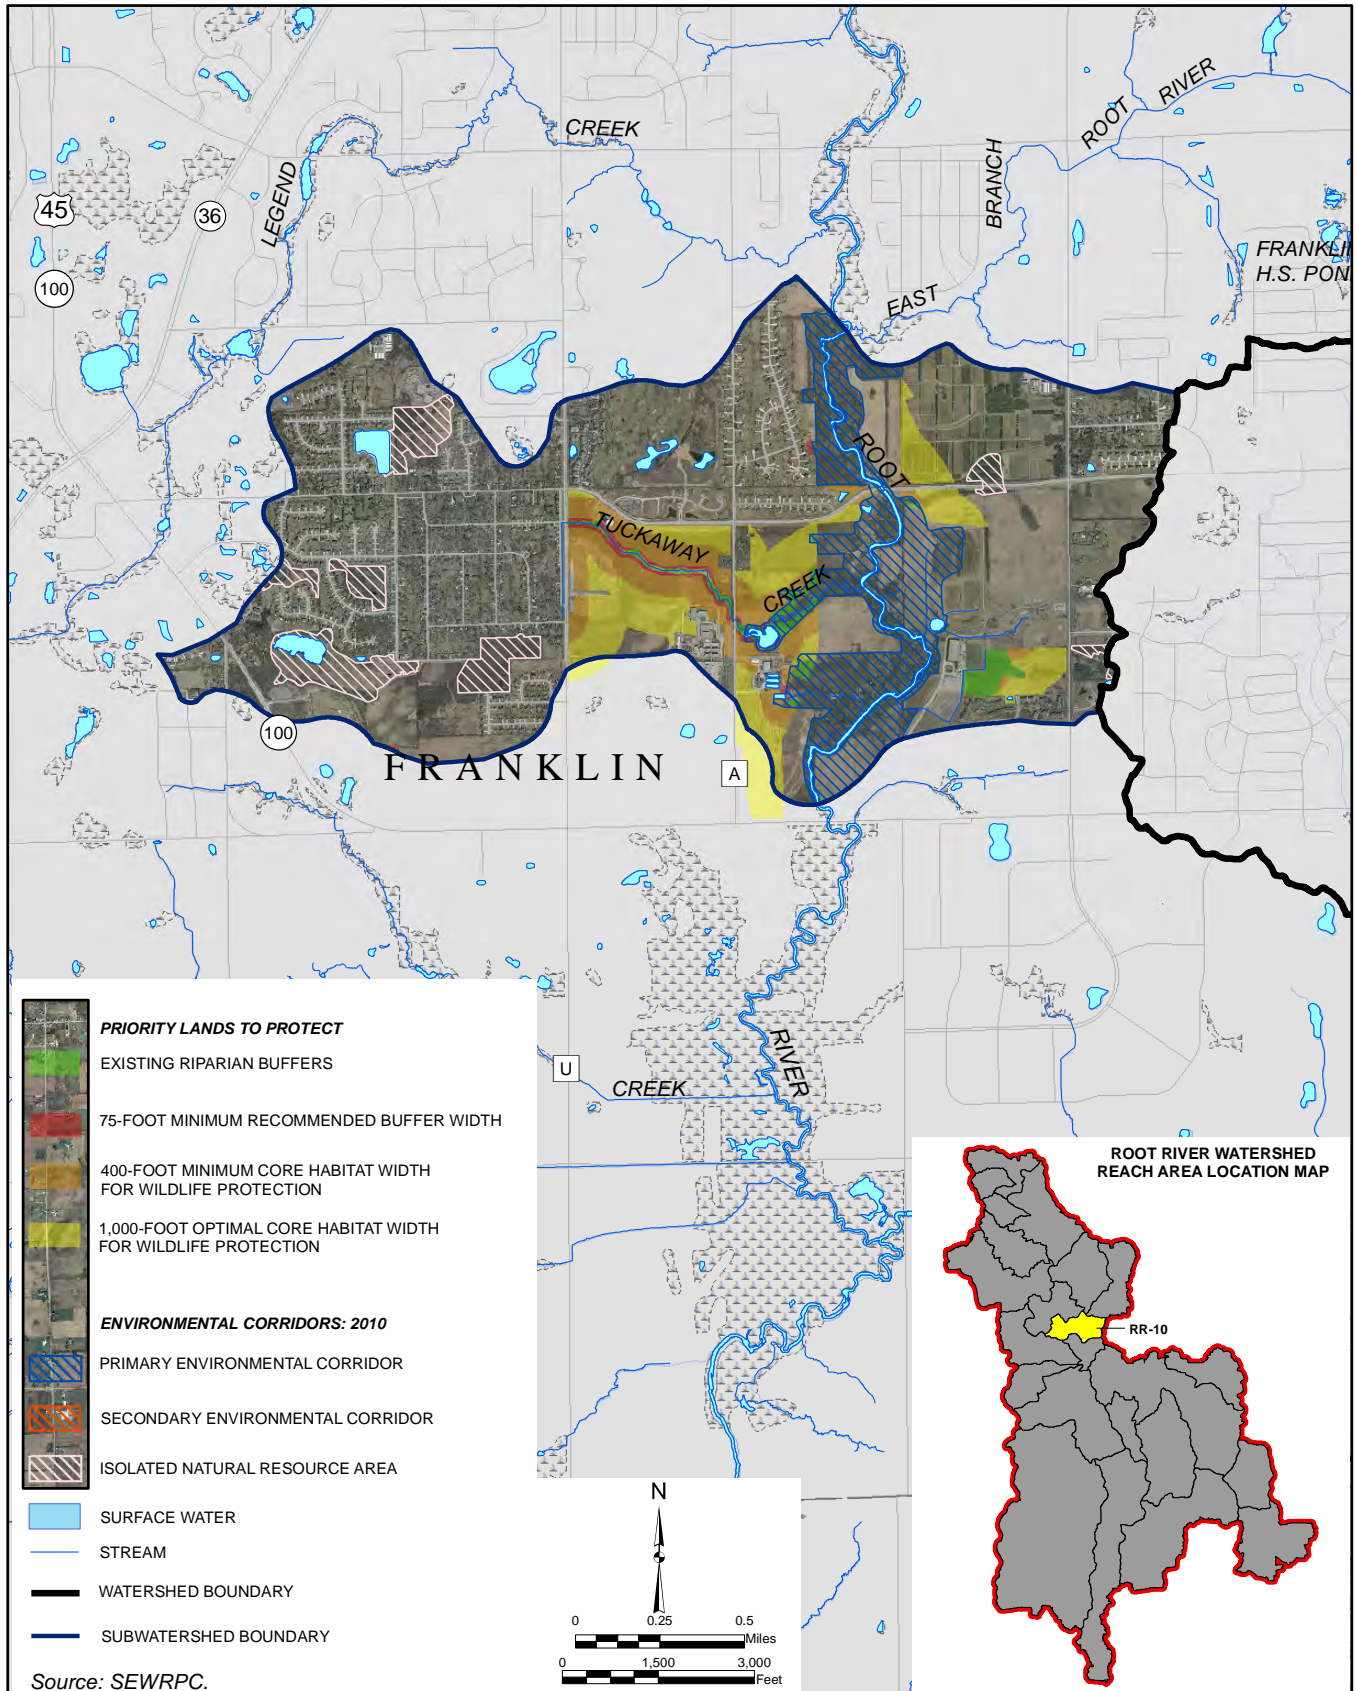 CREEK
LEGEND
ROOT
RIVER
BRANCH
EAST
45
36
100
FRANKLI
H.S. PON
ROOT
TUCKAWAY
CREEK
100
FRANKLIN
A
RIVER
U
CREEK
PRIORITY LANDS TO PROTECT
EXISTING RIPARIAN BUFFERS
75-FOOT MINIMUM RECOMMENDED BUFFER WIDTH
400-FOOT MINIMUM CORE HABITAT WIDTH
FOR WILDLIFE PROTECTION
1,000-FOOT OPTIMAL CORE HABITAT WIDTH
FOR WILDLIFE PROTECTION
ENVIRONMENTAL CORRIDORS: 2010
PRIMARY ENVIRONMENTAL CORRIDOR
SECONDARY ENVIRONMENTAL CORRIDOR
ISOLATED NATURAL RESOURCE AREA
SURFACE WATER
STREAM
WATERSHED BOUNDARY
SUBWATERSHED BOUNDARY
Source: SEWRPC.
N
0 0.25 0.5
Miles
0 1,500 3,000
Feet
ROOT RIVER WATERSHED
REACH AREA LOCATION MAP
RR-10